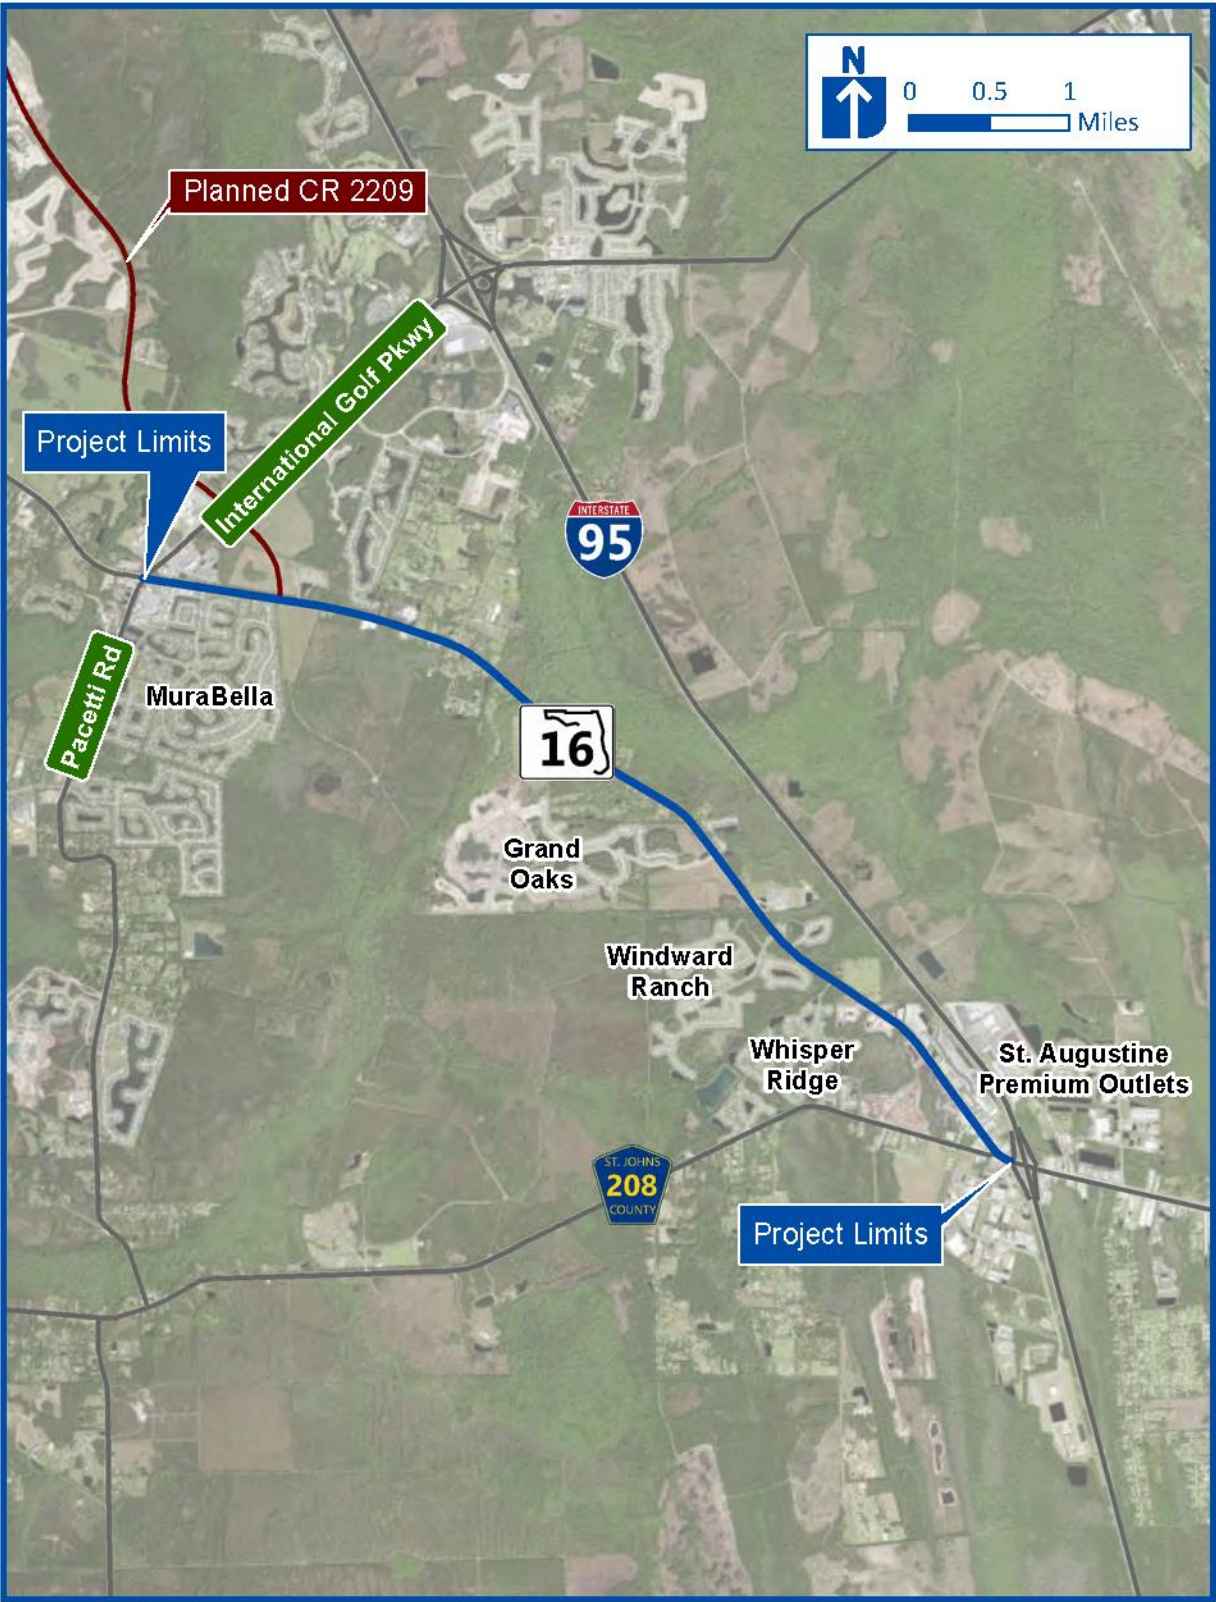 N
0 0.5 1
Miles
Planned CR 2209
International Golf Pkwy
Project Limits
INTERSTATE
95
Pacetti Rd
MuraBella
16
Grand
Oaks
Windward
Ranch
Whisper
Ridge
St. Augustine
Premium Outlets
ST. JOHNS
208
COUNTY
Project Limits